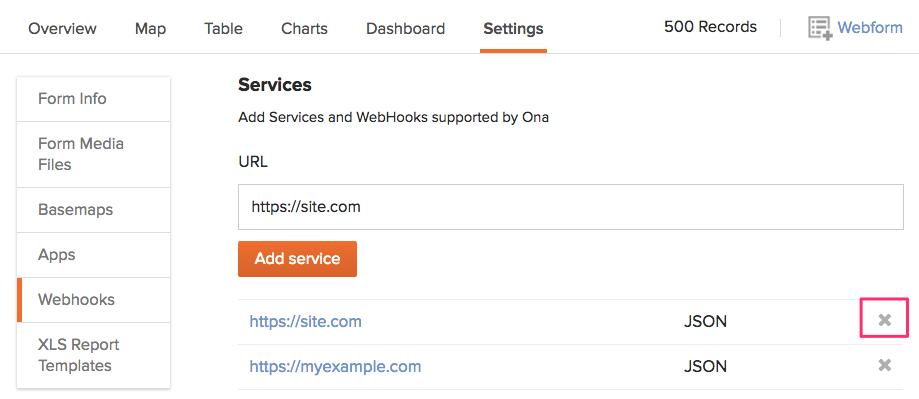 Overview Map Table Charts Dashboard Settings 500 Records Webform
Form Info
Form Media
Files
Basemaps
Apps
Webhooks
XLS Report
Templates
Services
Add Services and WebHooks supported by Ona
URL
https://site.com
Add service
https://site.com JSON
https://myexample.com JSON